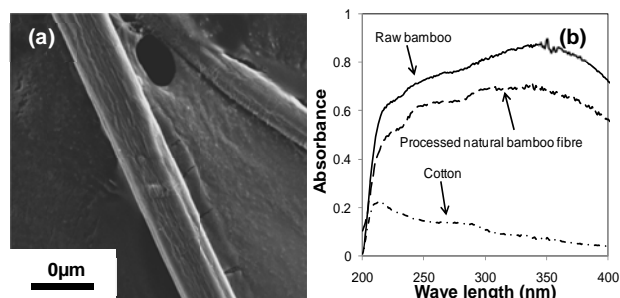 (a)
0µm
(b)
Raw bamboo
Processed natural bamboo fibre
Cotton
Absorbance
1
0.8
0.6
0.4
0.2
0
200 250 300 350 400
Wave length (nm)